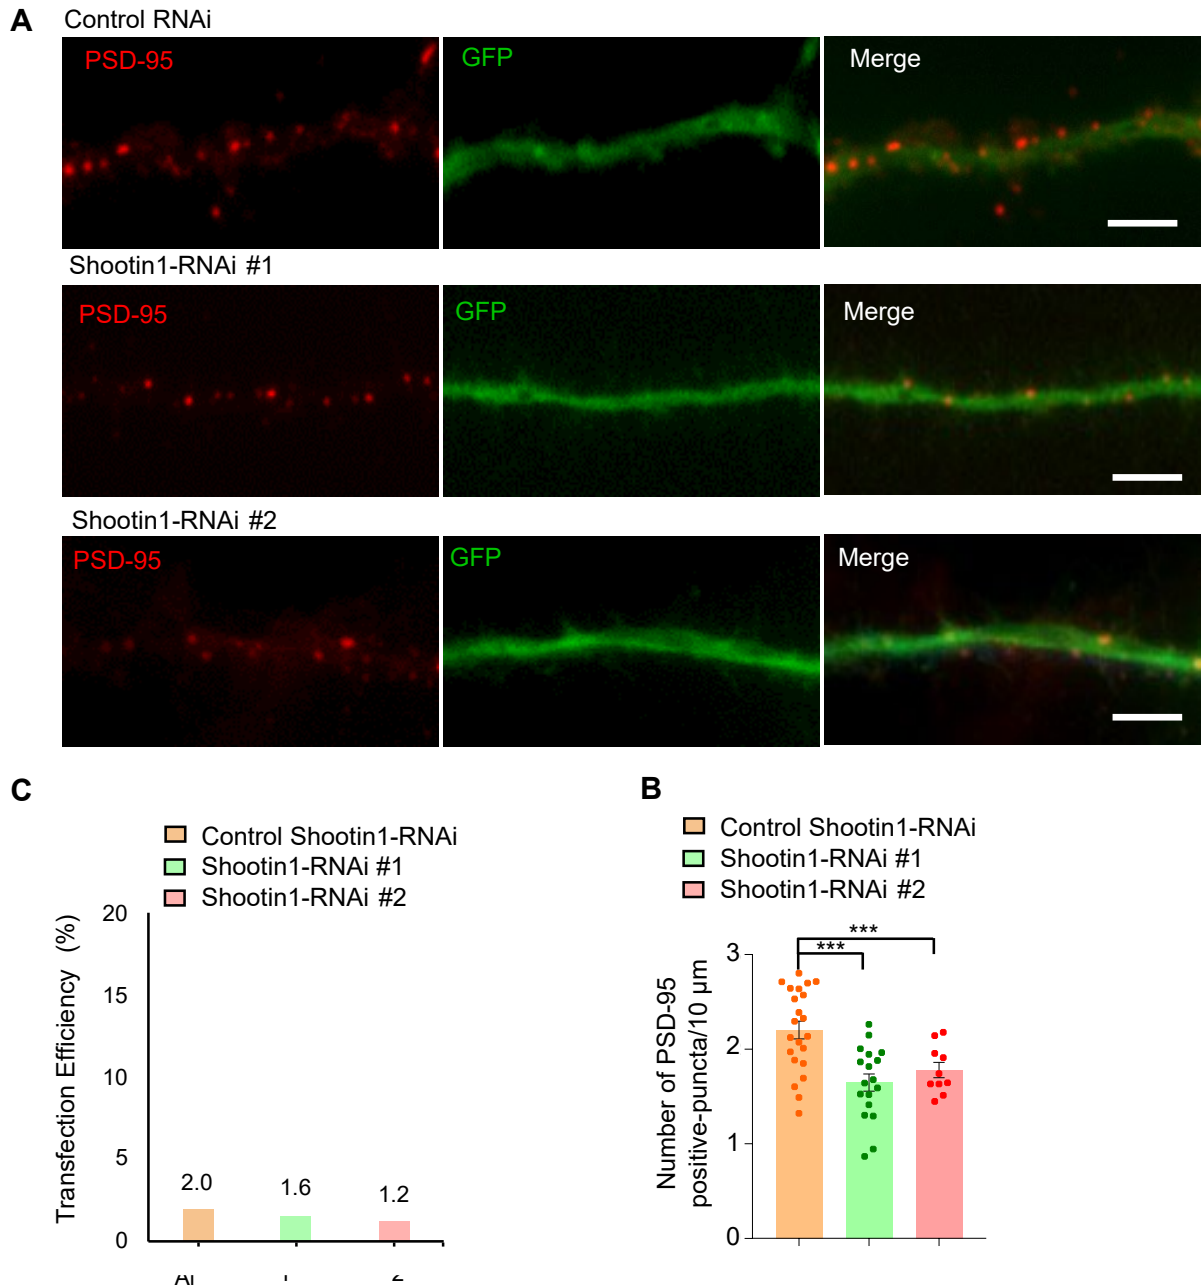 A
Control RNAi
PSD-95
GFP
Merge
Shootin1-RNAi #1
PSD-95
GFP
Merge
Shootin1-RNAi #2
PSD-95
GFP
Merge
C
Control Shootin1-RNAi
Shootin1-RNAi #1
Shootin1-RNAi #2
Transfection Efficiency (%)
20
15
10
5
0
2.0
1.6
1.2
B
Control Shootin1-RNAi
Shootin1-RNAi #1
Shootin1-RNAi #2
Number of PSD-95
positive-puncta/10 μm
3
2
1
0
***
***